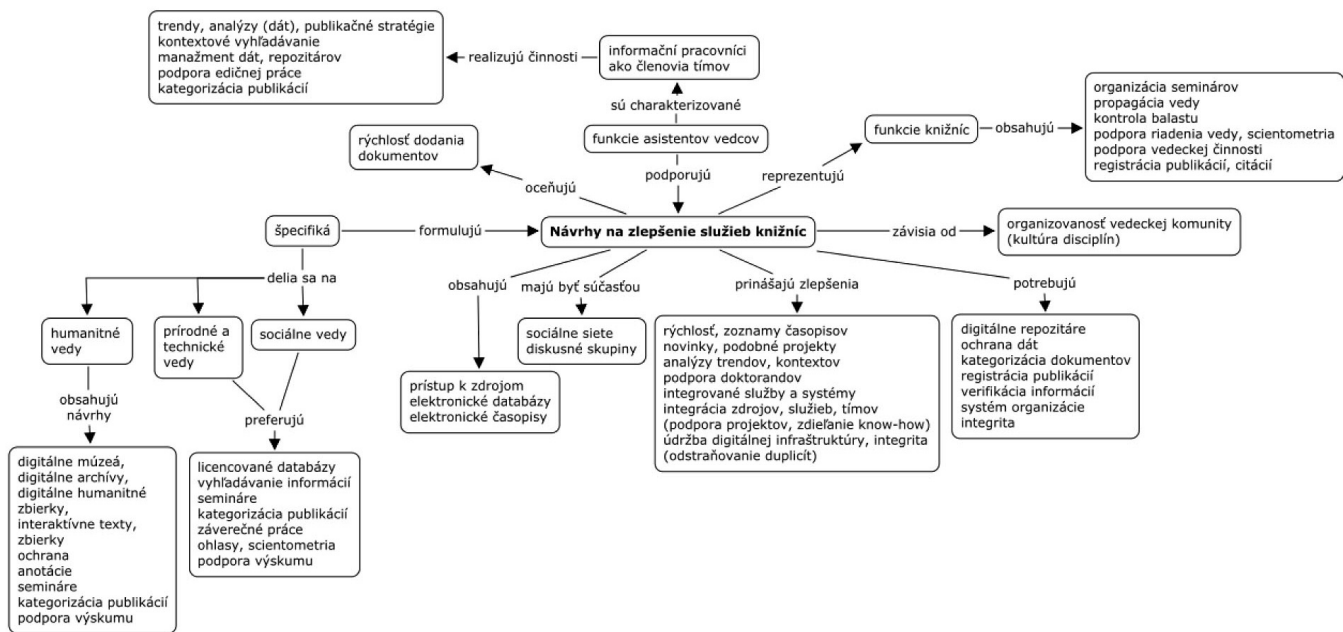 trendy, analýzy (dát), publikačné stratégie
kontextové vyhľadávanie
manažment dát, repozitárov
podpora edičnej práce
kategorizácia publikácií
realizujú činnosti
informační pracovníci
ako členovia tímov
sú charakterizované
funkcie asistentov vedcov
podporujú
rýchlosť dodania
dokumentov
oceňujú
reprezentujú
funkcie knižníc
obsahujú
organizácia seminárov
propagácia vedy
kontrola balastu
podpora riadenia vedy, scientometria
podpora vedeckej činnosti
registrácia publikácií, citácií
špecifiká
formulujú
Návrhy na zlepšenie služieb knižníc
závisia od
organizovanosť vedeckej komunity
(kultúra disciplín)
delia sa na
humanitné
vedy
prírodné a
technické
vedy
sociálne vedy
obsahujú
návrhy
preferujú
digitálne múzeá,
digitálne archívy,
digitálne humanitné
zbierky,
interaktívne texty,
zbierky
ochrana
anotácie
semináre
kategorizácia publikácií
podpora výskumu
licencované databázy
vyhľadávanie informácií
semináre
kategorizácia publikácií
záverečné práce
ohlasy, scientometria
podpora výskumu
obsahujú
prístup k zdrojom
elektronické databázy
elektronické časopisy
majú byť súčasťou
sociálne siete
diskusné skupiny
prinášajú zlepšenia
rýchlosť, zoznamy časopisov
novinky, podobné projekty
analýzy trendov, kontextov
podpora doktorandov
integrované služby a systémy
integrácia zdrojov, služieb, tímov
(podpora projektov, zdieľanie know-how)
údržba digitálnej infraštruktúry, integrita
(odstraňovanie duplicít)
potrebujú
digitálne repozitáre
ochrana dát
kategorizácia dokumentov
registrácia publikácií
verifikácia informácií
systém organizácie
integrita